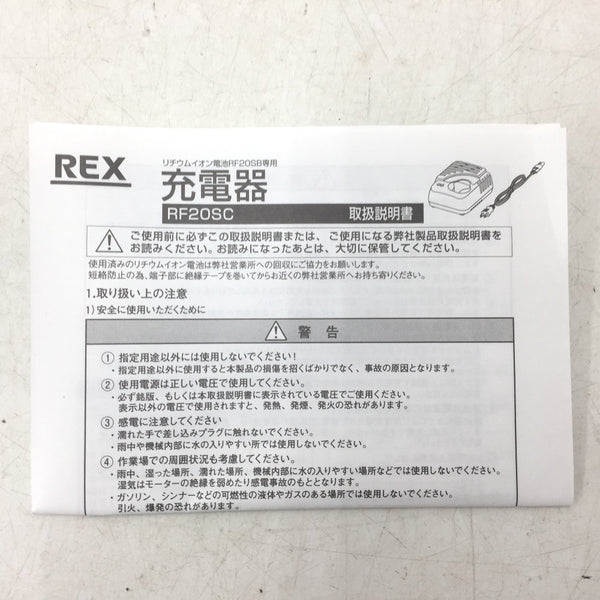 REX
リチウムイオン電池RF20SB専用
充電器
RF20SC
取扱説明書
ご使用前に必ずこの取扱説明書または、ご使用になる弊社製品取扱説明書を
お読みください。お読みになったあとは、大切に保管してください。
使用済みのリチウムイオン電池は弊社営業所への回収にご協力をお願いします。
短絡防止の為、端子部に絶縁テープを巻いてからお近くの弊社営業所へお持ち寄りください。
1.取り扱い上の注意
1）安全に使用いただくために
警告
① 指定用途以外には使用しないでください！
・指定用途以外に使用すると本製品の損傷を招くばかりでなく、事故の原因となります。
② 使用電源は正しい電圧で使用してください。
・必ず銘版、もしくは本取扱説明書に表示されている電圧でご使用ください。
表示以外の電圧で使用されますと、発熱、発煙、発火の恐れがあります。
③ 感電に注意してください
・濡れた手で差し込みプラグに触れないでください。
・雨中や機械内部に水の入りやすい所では使用しないでください。
④ 作業場での周囲状況も考慮してください。
・雨中、湿った場所、濡れた場所、機械内部に水の入りやすい場所などでは使用しないでください。
湿気はモーターの絶縁を弱めたり感電事故のもととなります。
・ガソリン、シンナーなどの可燃性の液体やガスのある場所では使用しないでください。
引火、爆発の恐れがあります。